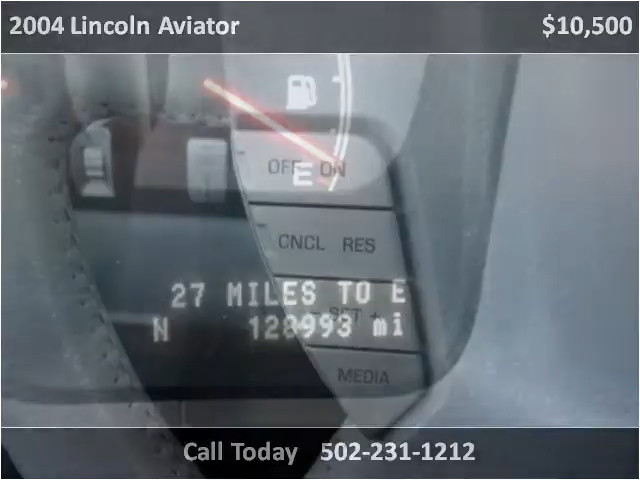 2004 Lincoln Aviator $10,500
OFF ON
E
CNCL RES
27 MILES TO E
SET +
N 128993 mi
MEDIA
Call Today 502-231-1212